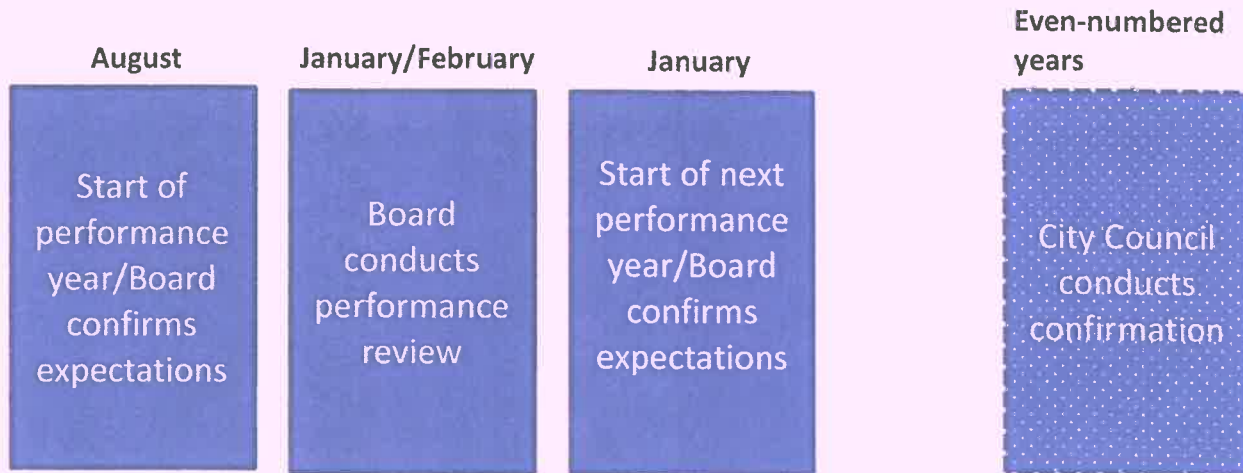 August
Start of
performance
year/Board
confirms
expectations
January/February
Board
conducts
performance
review
January
Start of next
performance
year/Board
confirms
expectations
Even-numbered
years
City Council
conducts
confirmation